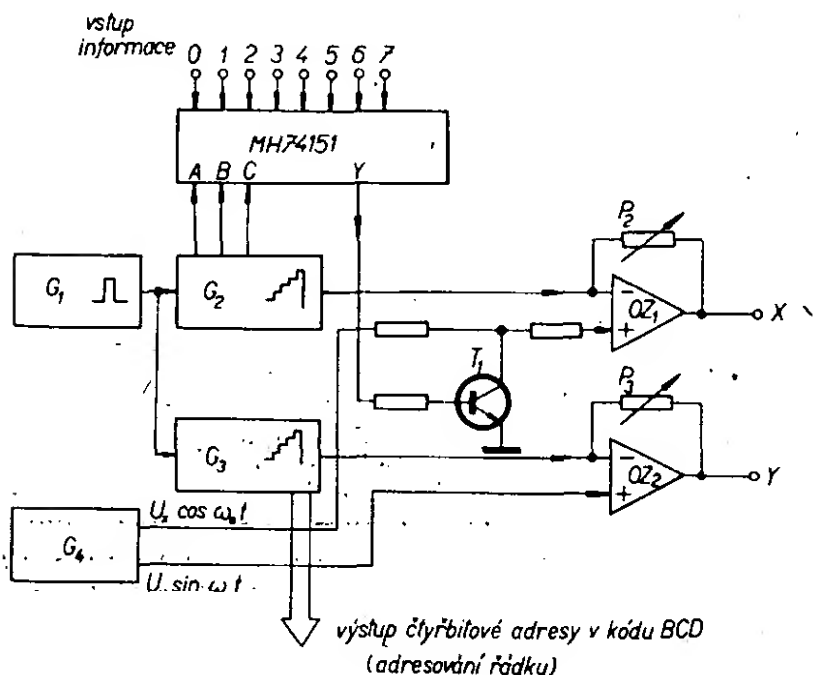 vstup
informace
0 1 2 3 4 5 6 7
MH74151
A B C Y
P2
G1
G2
OZ1
X
T1
P3
G3
OZ2
Y
G4
cos
t
U sin ω t
výstup čtyřbitové adresy v kódu BCD
(adresování řádku)